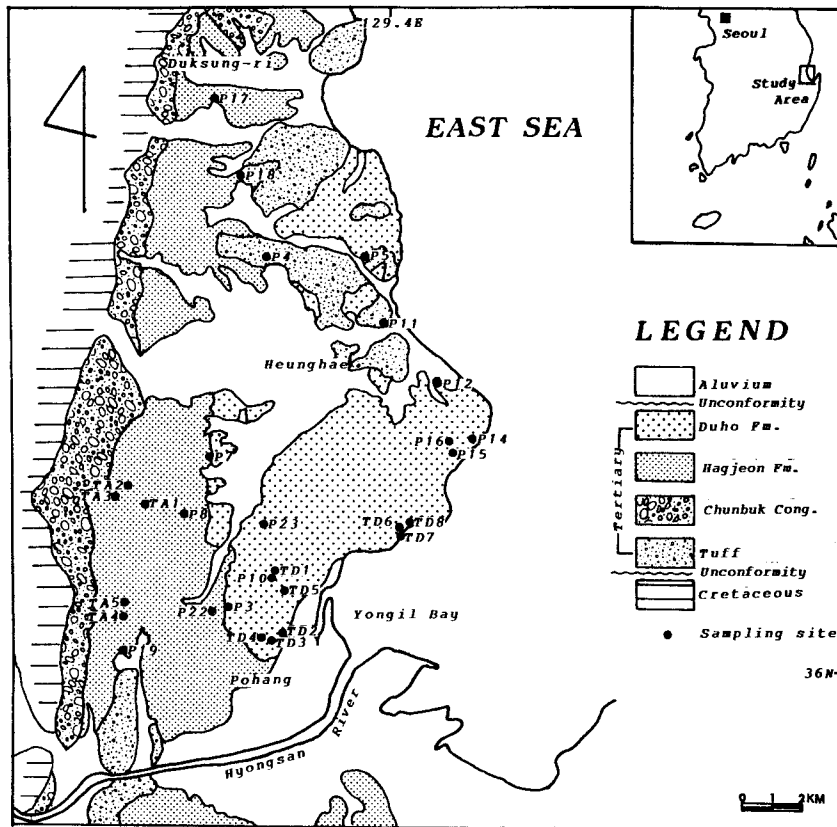 129.4E
Seoul
Study
Area
Duksung-ri
P17
EAST SEA
P18
P4
P5
P11
LEGEND
Heunghae
P12
Aluvium
Unconformity
Duho Fm.
P16
P14
P15
P7
Hagjeon Fm.
TA2
TA3
TA1
P8
Chunbuk Cong.
Tertiary
P23
TD6
TD8
TD7
Tuff
TD1
P10
TD5
Unconformity
Cretaceous
TA5
TA4
P22
P3
Yongil Bay
TD4
TD2
TD3
Sampling site
P19
Pohang
36N
Hyongsan River
0 1 2KM